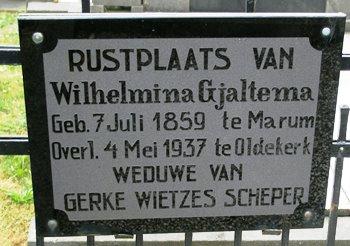 RUSTPLAATS VAN
Wilhelmina Gjaltema
Geb. 7 Juli 1859 te Marum
Overl. 4 Mei 1937 te Oldekerk
WEDUWE VAN
GERKE WIETZES SCHEPER